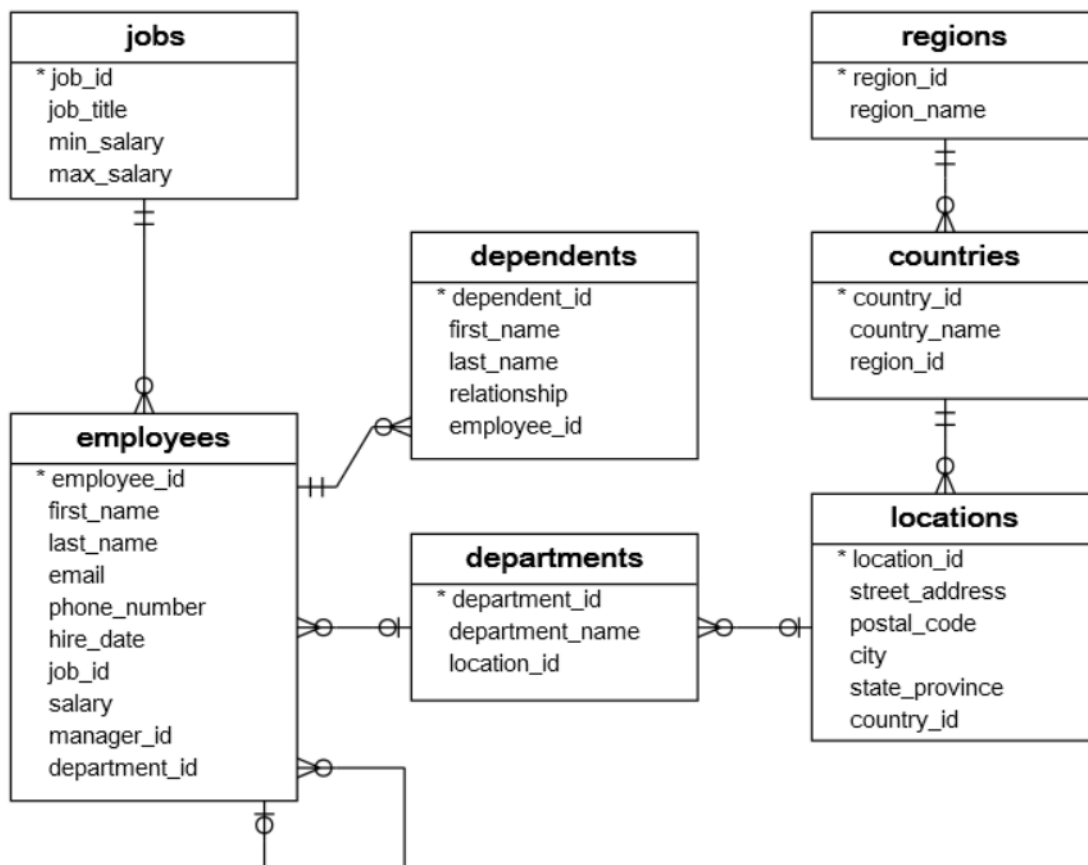 jobs
* job_id
job_title
min_salary
max_salary
regions
* region_id
region_name
dependents
* dependent_id
first_name
last_name
relationship
employee_id
countries
* country_id
country_name
region_id
employees
* employee_id
first_name
last_name
email
phone_number
hire_date
job_id
salary
manager_id
department_id
departments
* department_id
department_name
location_id
locations
* location_id
street_address
postal_code
city
state_province
country_id